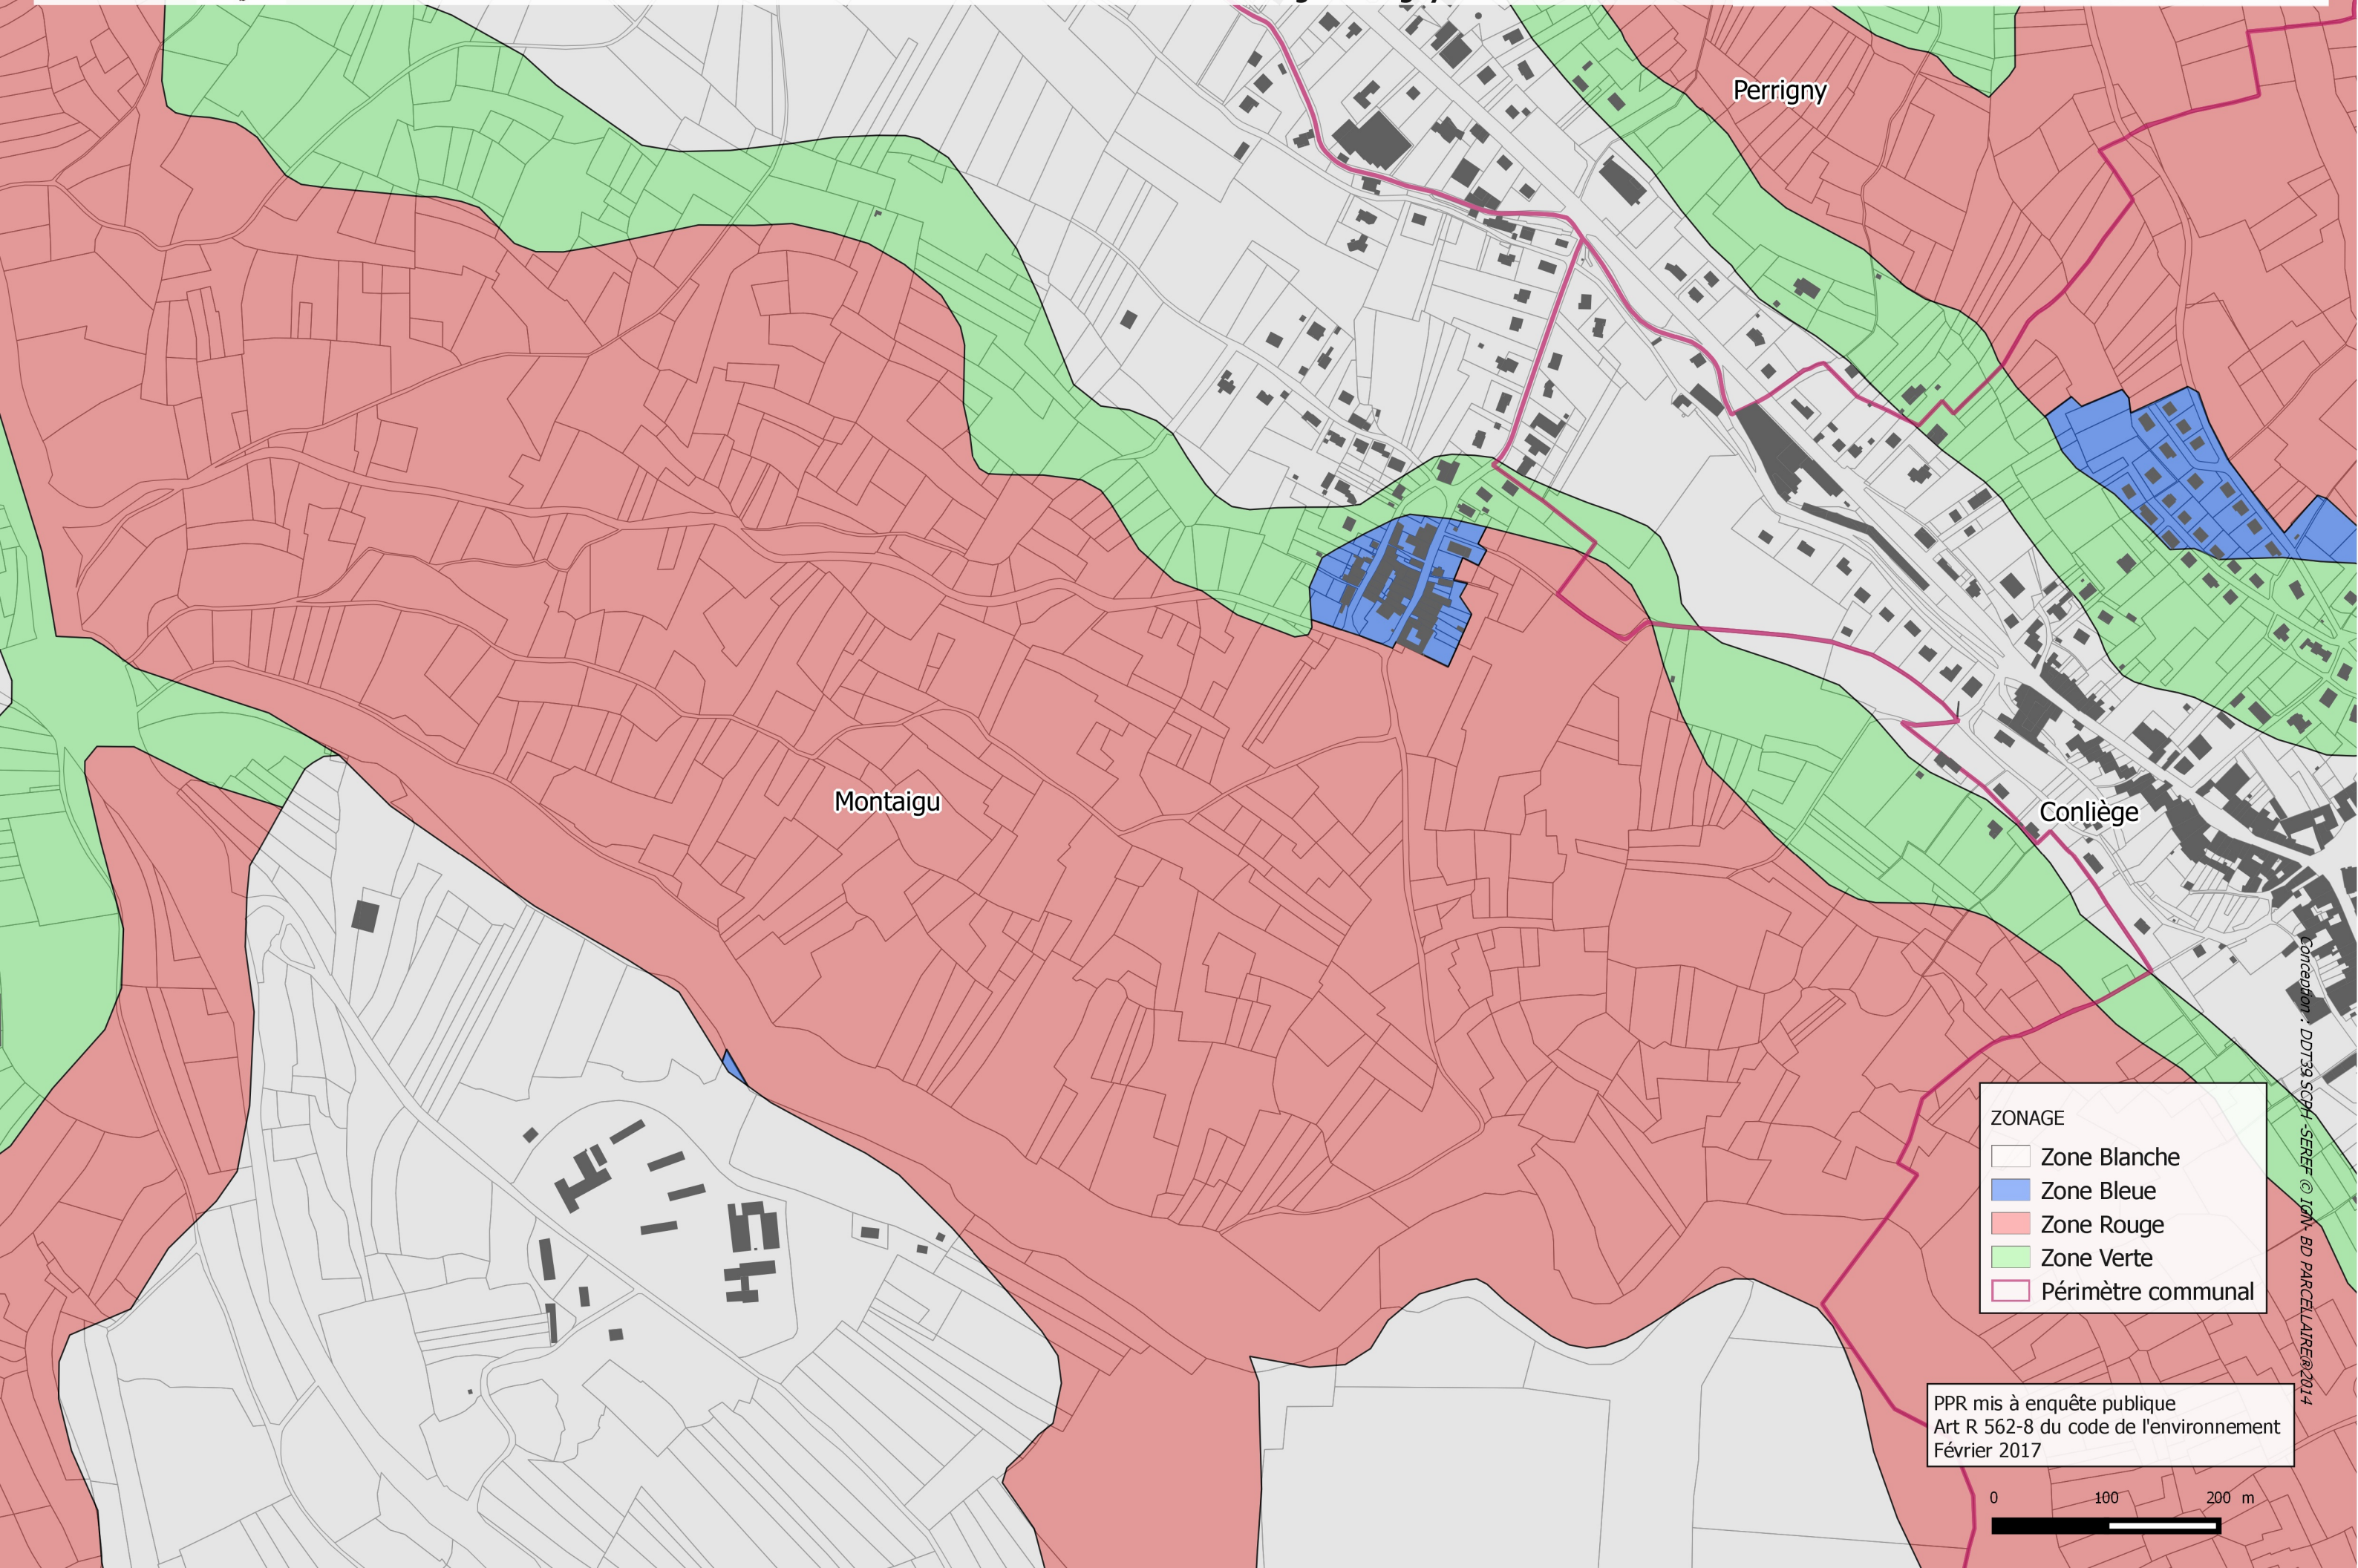 Perrigny
Montaigu
Conliège
Conception : DDT39 SCPH -SEREF © IGN- BD PARCELLAIRE®2014
ZONAGE
Zone Blanche
Zone Bleue
Zone Rouge
Zone Verte
Périmètre communal
PPR mis à enquête publique
Art R 562-8 du code de l'environnement
Février 2017
0 100 200 m